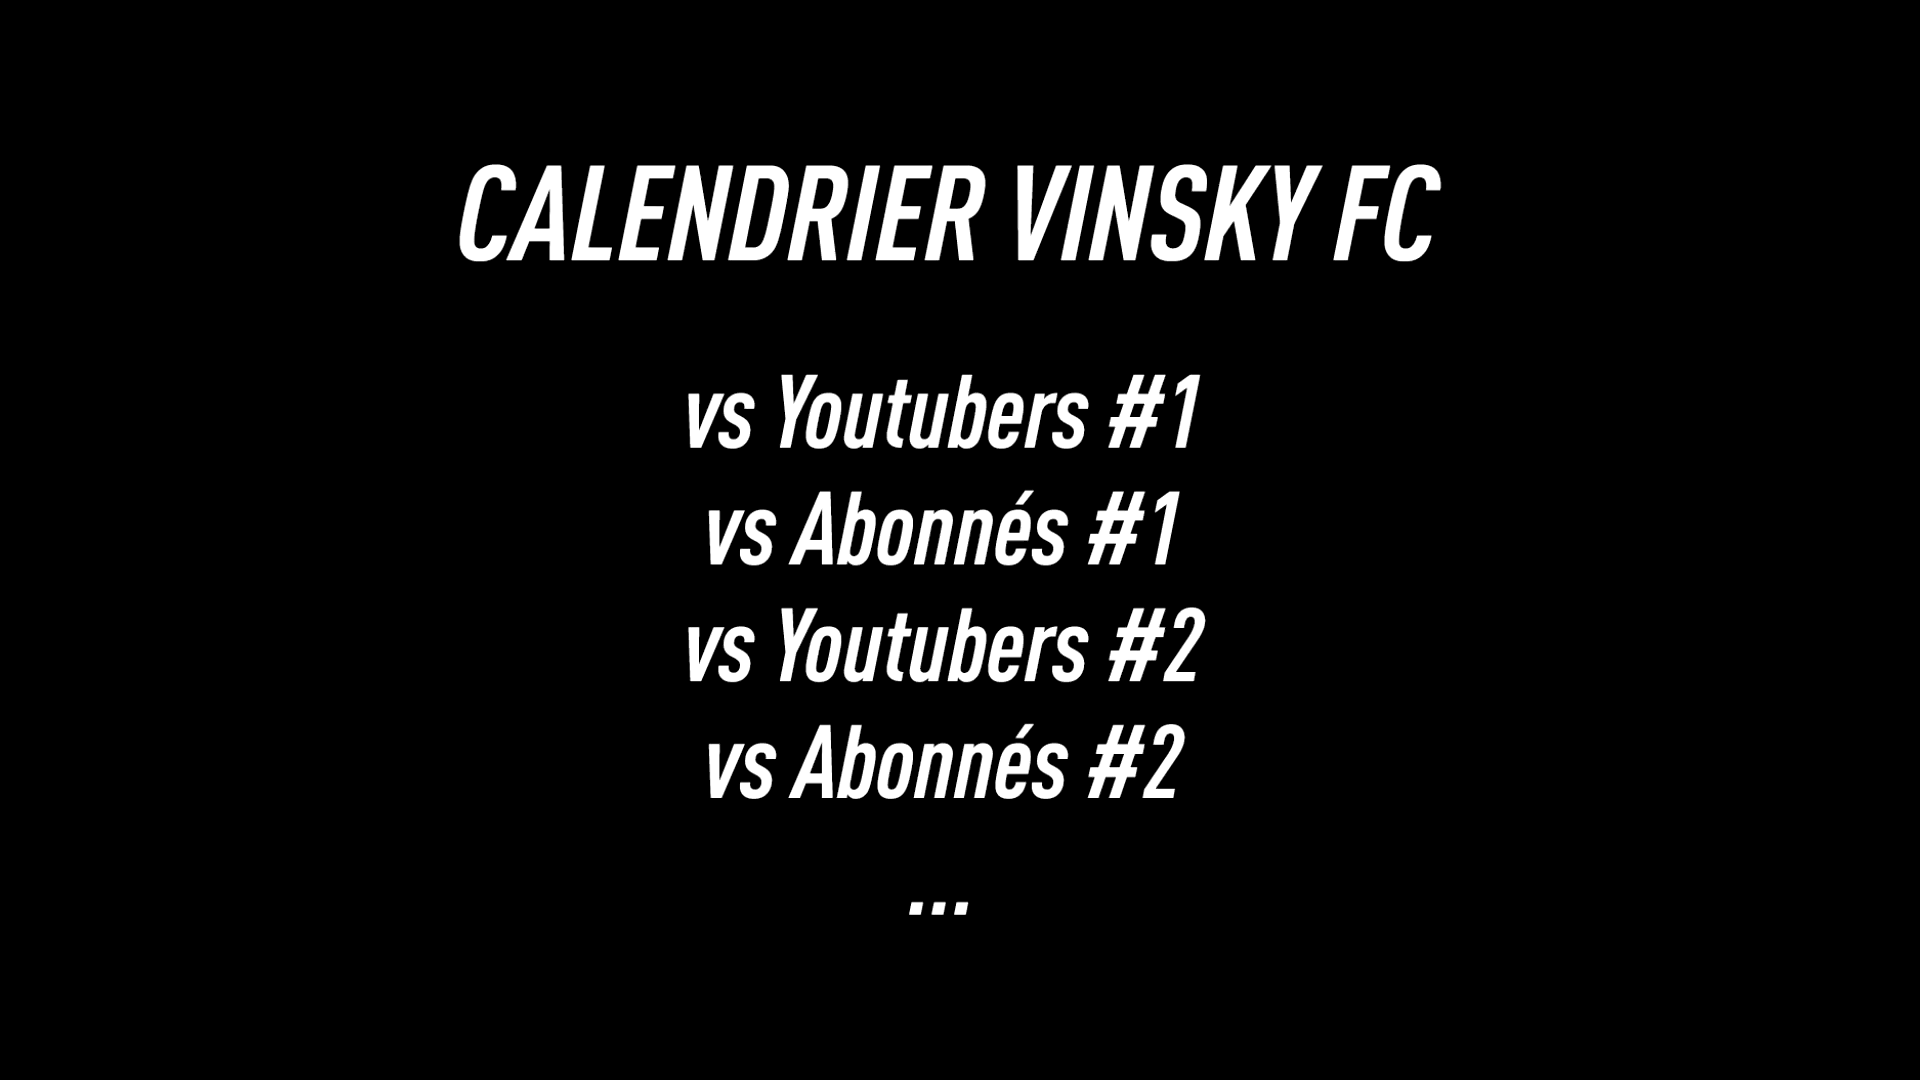 CALENDRIER VINSKY FC
vs Youtubers #1
vs Abonnés #1
vs Youtubers #2
vs Abonnés #2
...